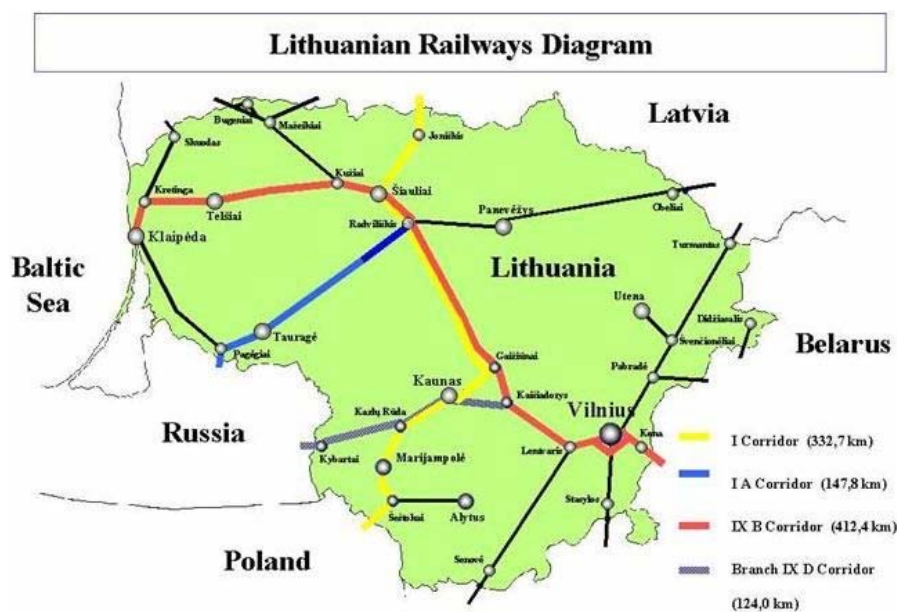 Lithuanian Railways Diagram
Latvia
Bugeniai
Mažeikiai
Skuodas
Joniškis
Kužiai
Kretinga
Telšiai
Šiauliai
Obeliai
Panevėžys
Radviliškis
Klaipėda
Turmantas
Baltic
Sea
Lithuania
Utena
Didžiasalis
Tauragė
Švenčionėliai
Pagėgiai
Belarus
Gaižiūnai
Pabradė
Kaunas
Kaišiadorys
Kazlų Rūda
Vilnius
Russia
Kena
I Corridor (332,7 km)
Kybartai
Lentvaris
Marijampolė
I A Corridor (147,8 km)
Stasylos
Šeštokai
Alytus
IX B Corridor (412,4 km)
Poland
Senovė
Branch IX D Corridor
(124,0 km)